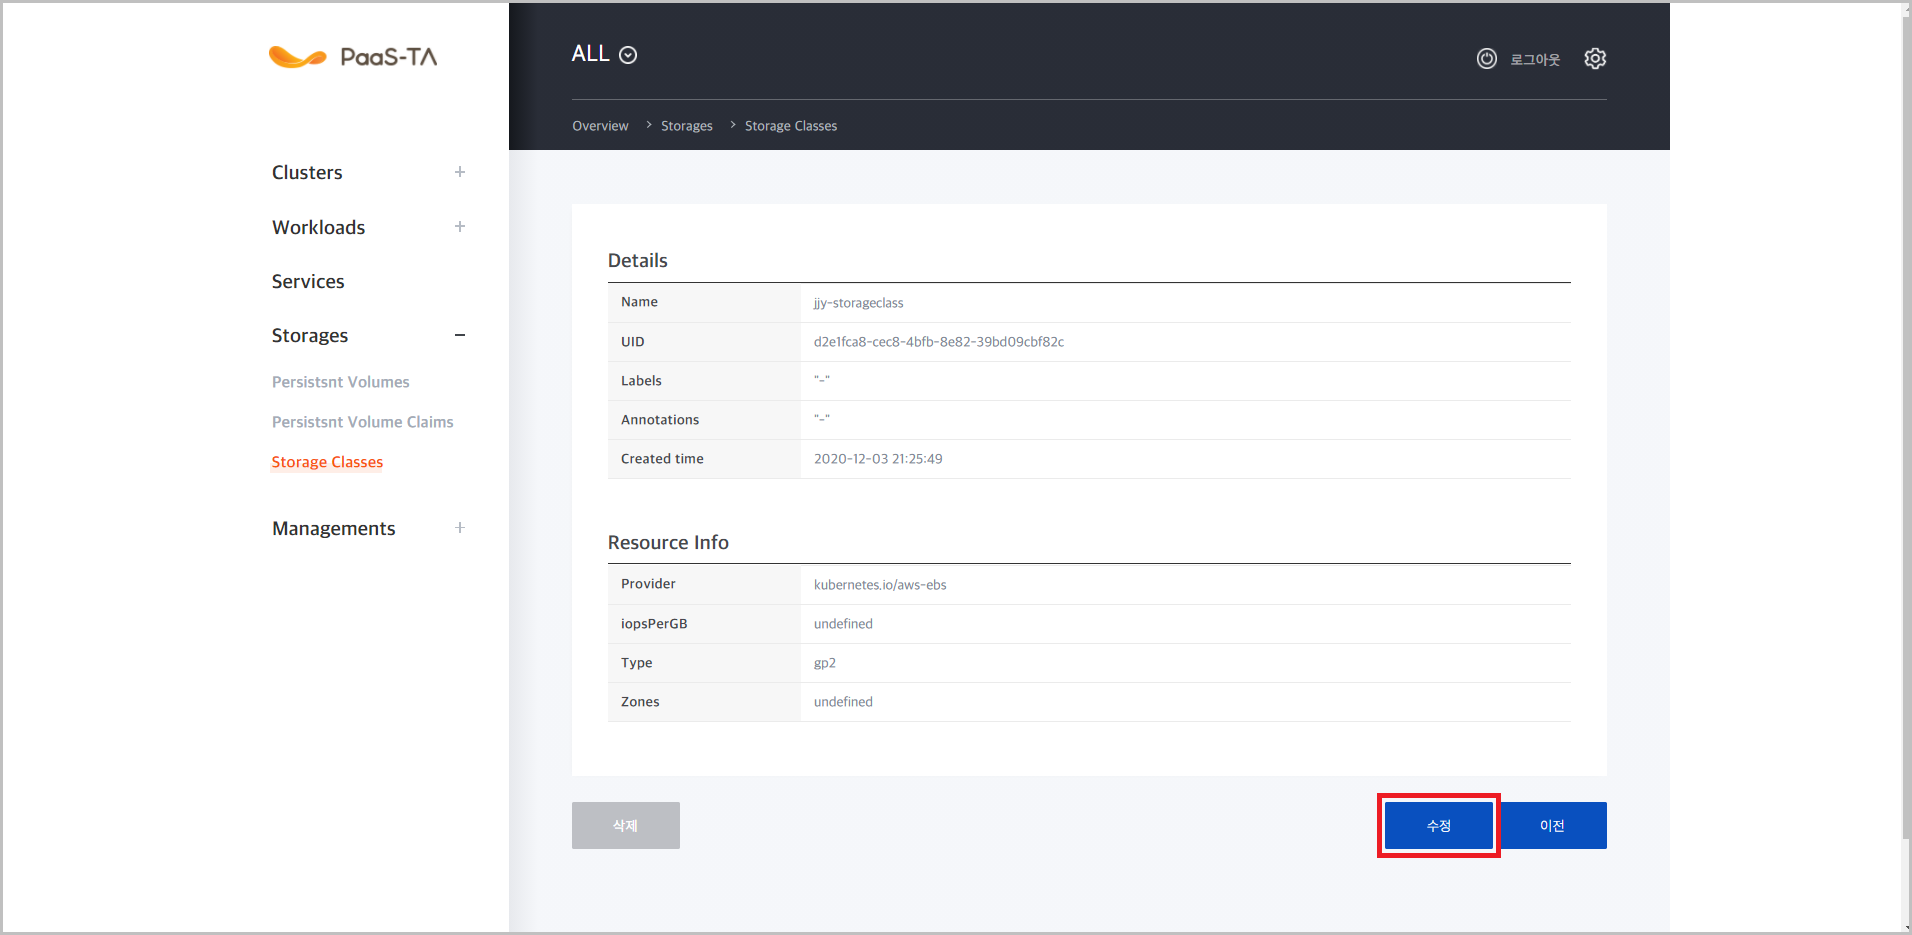 PaaS-TA
ALL
로그아웃
Overview > Storages > Storage Classes
Clusters +
Workloads +
Services
Storages −
Persistsnt Volumes
Persistsnt Volume Claims
Storage Classes
Managements +
Details
Name jjy-storageclass
UID d2e1fca8-cec8-4bfb-8e82-39bd09cbf82c
Labels "-"
Annotations "-"
Created time 2020-12-03 21:25:49
Resource Info
Provider kubernetes.io/aws-ebs
iopsPerGB undefined
Type gp2
Zones undefined
삭제 수정 이전